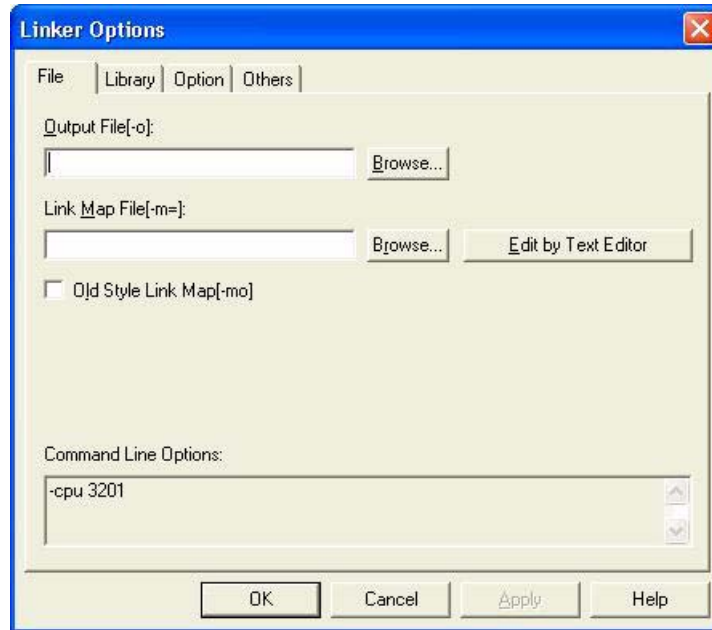 Linker Options
File Library Option Others
Output File[-o]:
Browse...
Link Map File[-m=]:
Browse... Edit by Text Editor
Old Style Link Map[-mo]
Command Line Options:
-cpu 3201
OK Cancel Apply Help